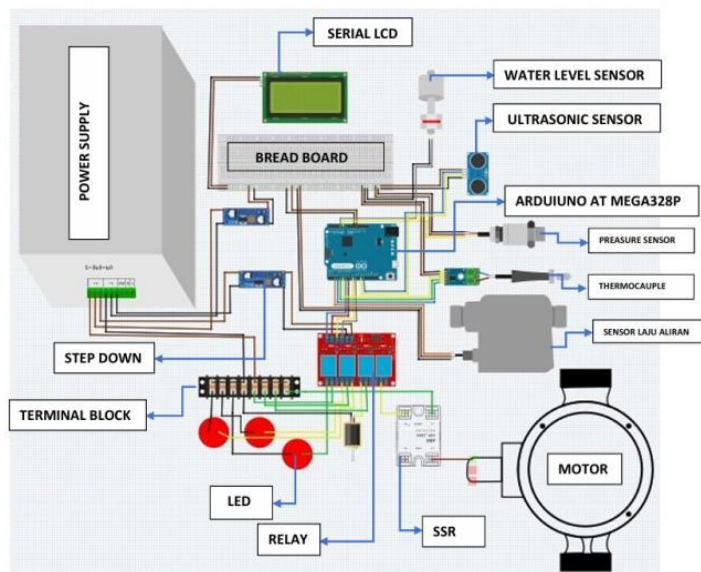 SERIAL LCD
WATER LEVEL SENSOR
ULTRASONIC SENSOR
POWER SUPPLY
BREAD BOARD
ARDUIUNO AT MEGA328P
PREASURE SENSOR
THERMOCAUPLE
SENSOR LAJU ALIRAN
STEP DOWN
TERMINAL BLOCK
MOTOR
LED
RELAY
SSR